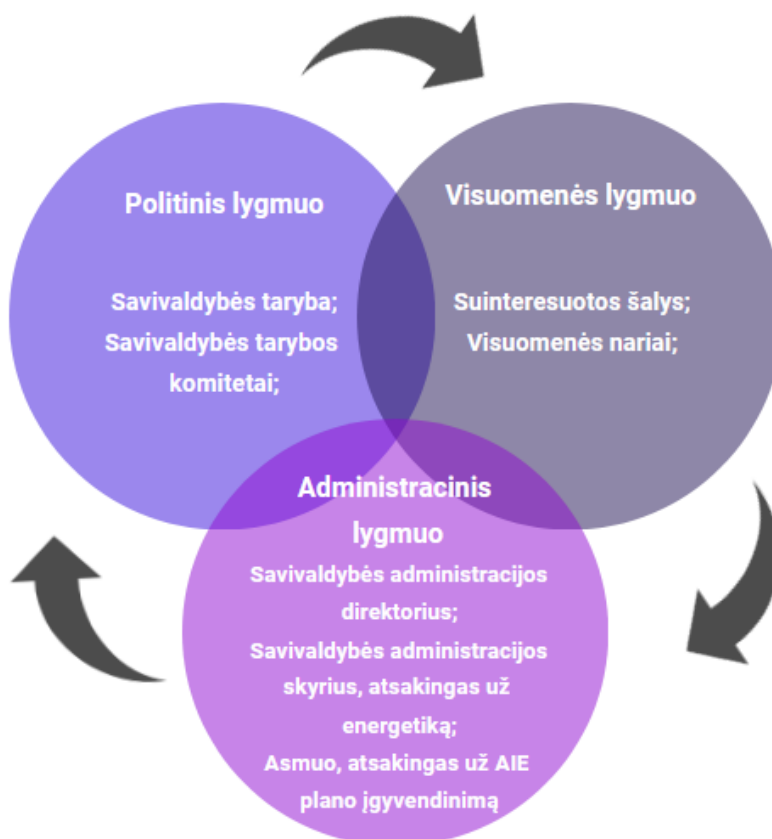 Politinis lygmuo
Savivaldybės taryba;
Savivaldybės tarybos
komitetai;
Visuomenės lygmuo
Suinteresuotos šalys;
Visuomenės nariai;
Administracinis
lygmuo
Savivaldybės administracijos
direktorius;
Savivaldybės administracijos
skyrius, atsakingas už
energetiką;
Asmuo, atsakingas už AIE
plano įgyvendinimą